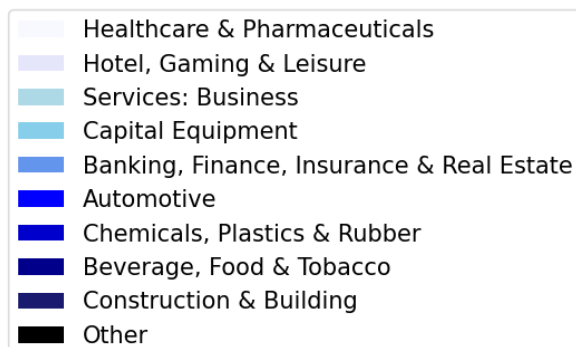 Healthcare & Pharmaceuticals
Hotel, Gaming & Leisure
Services: Business
Capital Equipment
Banking, Finance, Insurance & Real Estate
Automotive
Chemicals, Plastics & Rubber
Beverage, Food & Tobacco
Construction & Building
Other